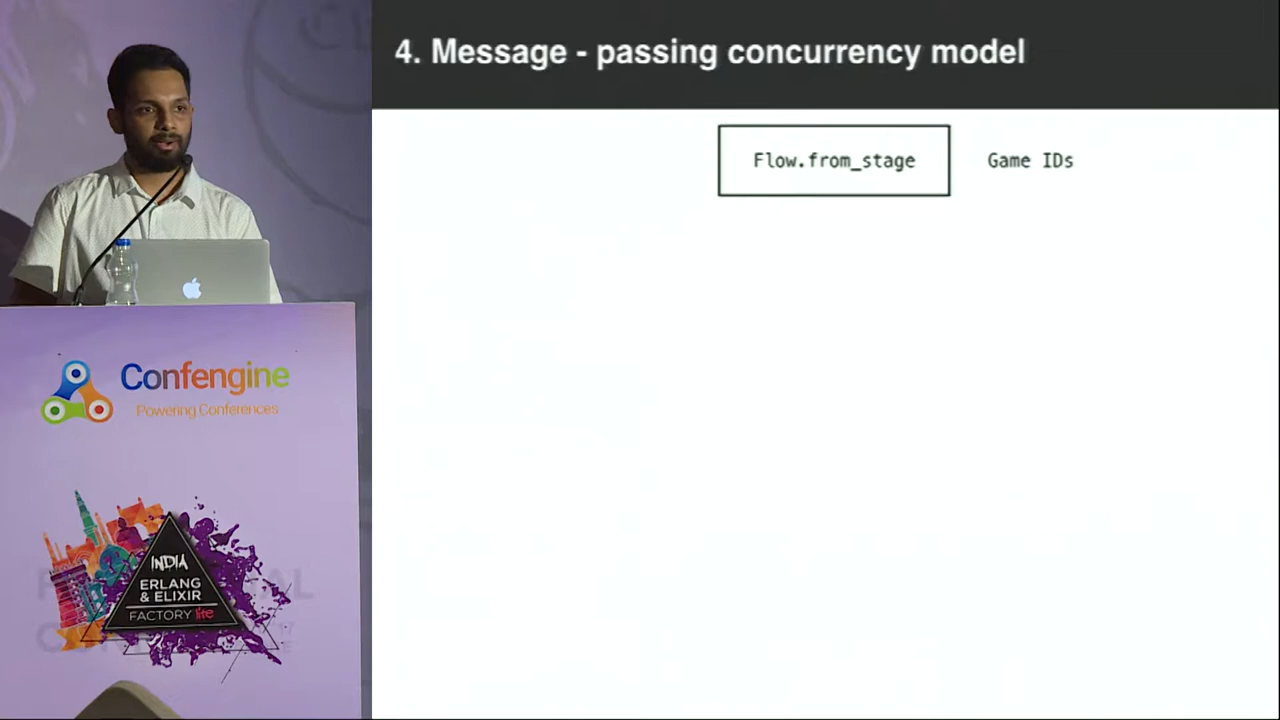 4. Message - passing concurrency model
Flow.from_stage
Game IDs
Confengine
Powering Conferences
INDIA
ERLANG
& ELIXIR
FACTORY lite